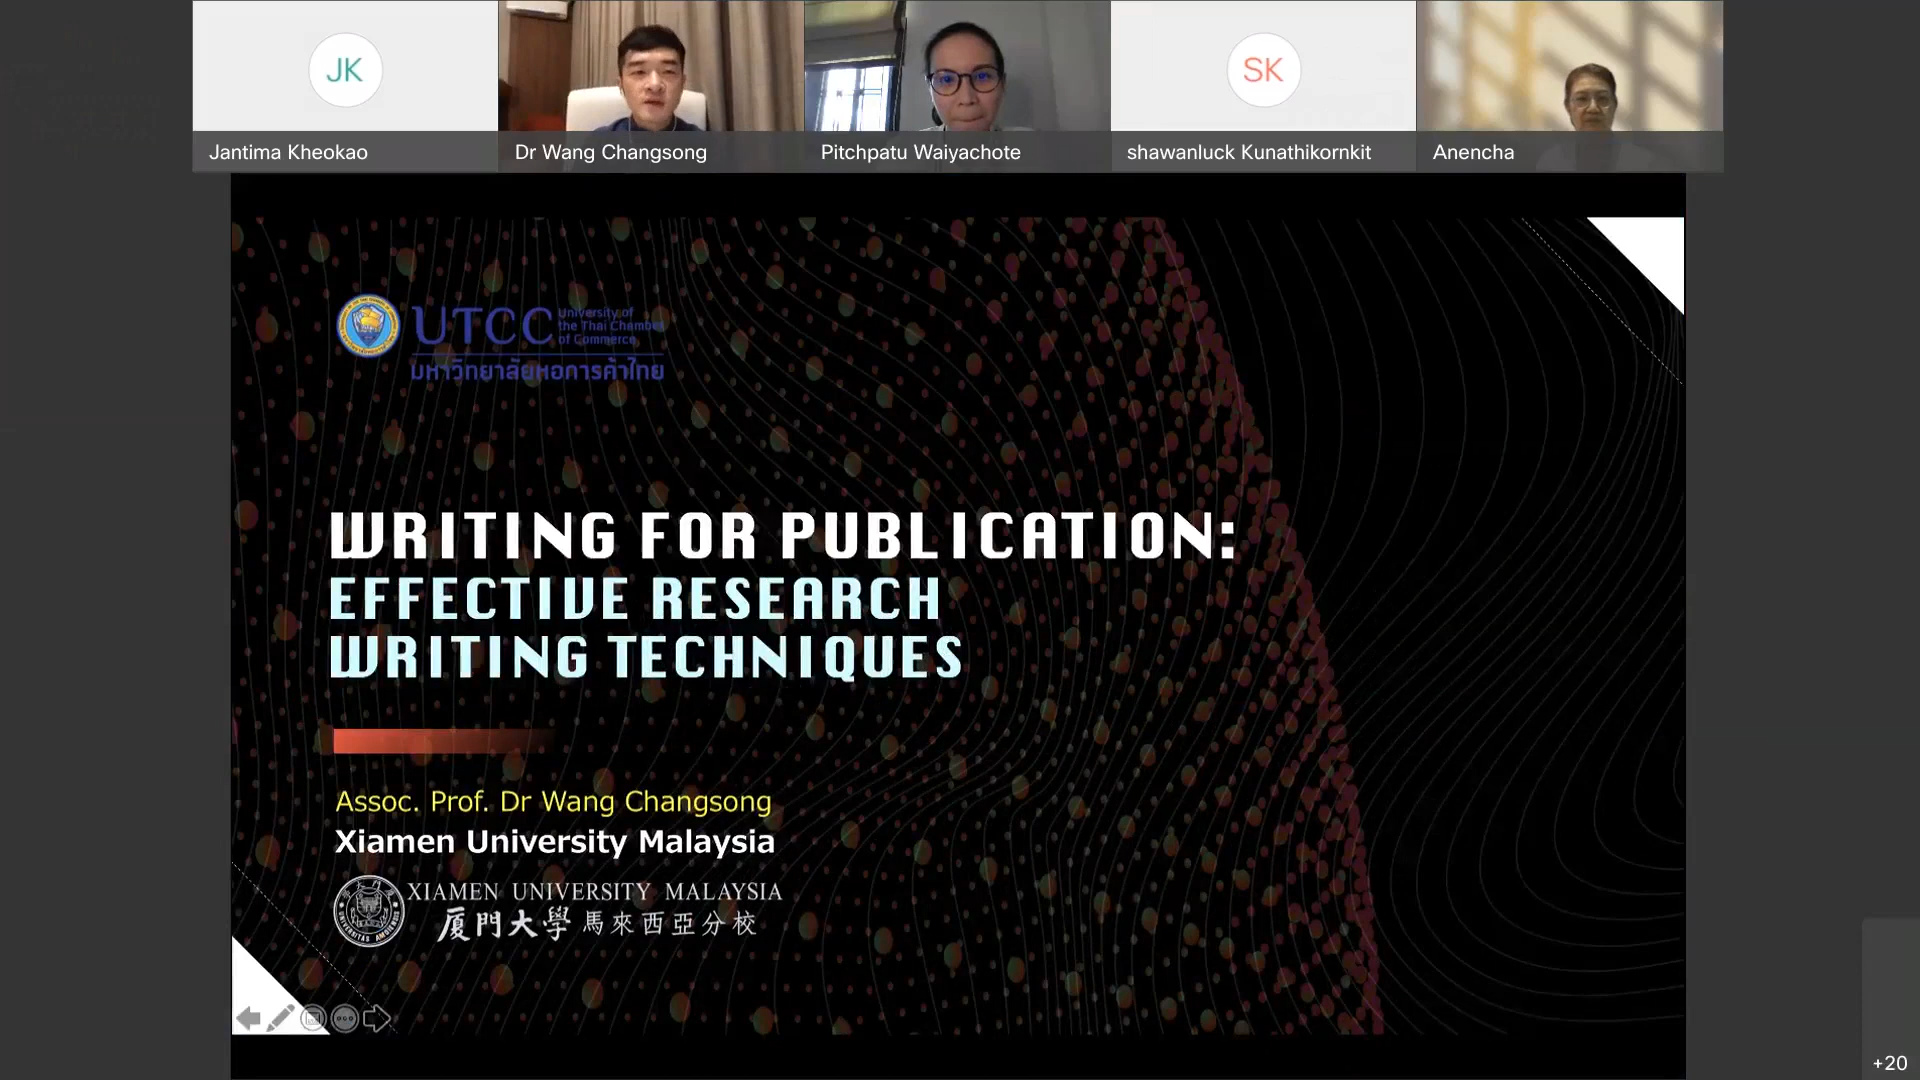 JK
SK
Jantima Kheokao
Dr Wang Changsong
Pitchpatu Waiyachote
shawanluck Kunathikornkit
Anencha
UTCC
University of
the Thai Chamber
of Commerce
มหาวิทยาลัยหอการค้าไทย
WRITING FOR PUBLICATION:
EFFECTIVE RESEARCH
WRITING TECHNIQUES
Assoc. Prof. Dr Wang Changsong
Xiamen University Malaysia
XIAMEN UNIVERSITY MALAYSIA
厦門大學 馬來西亞分校
+20